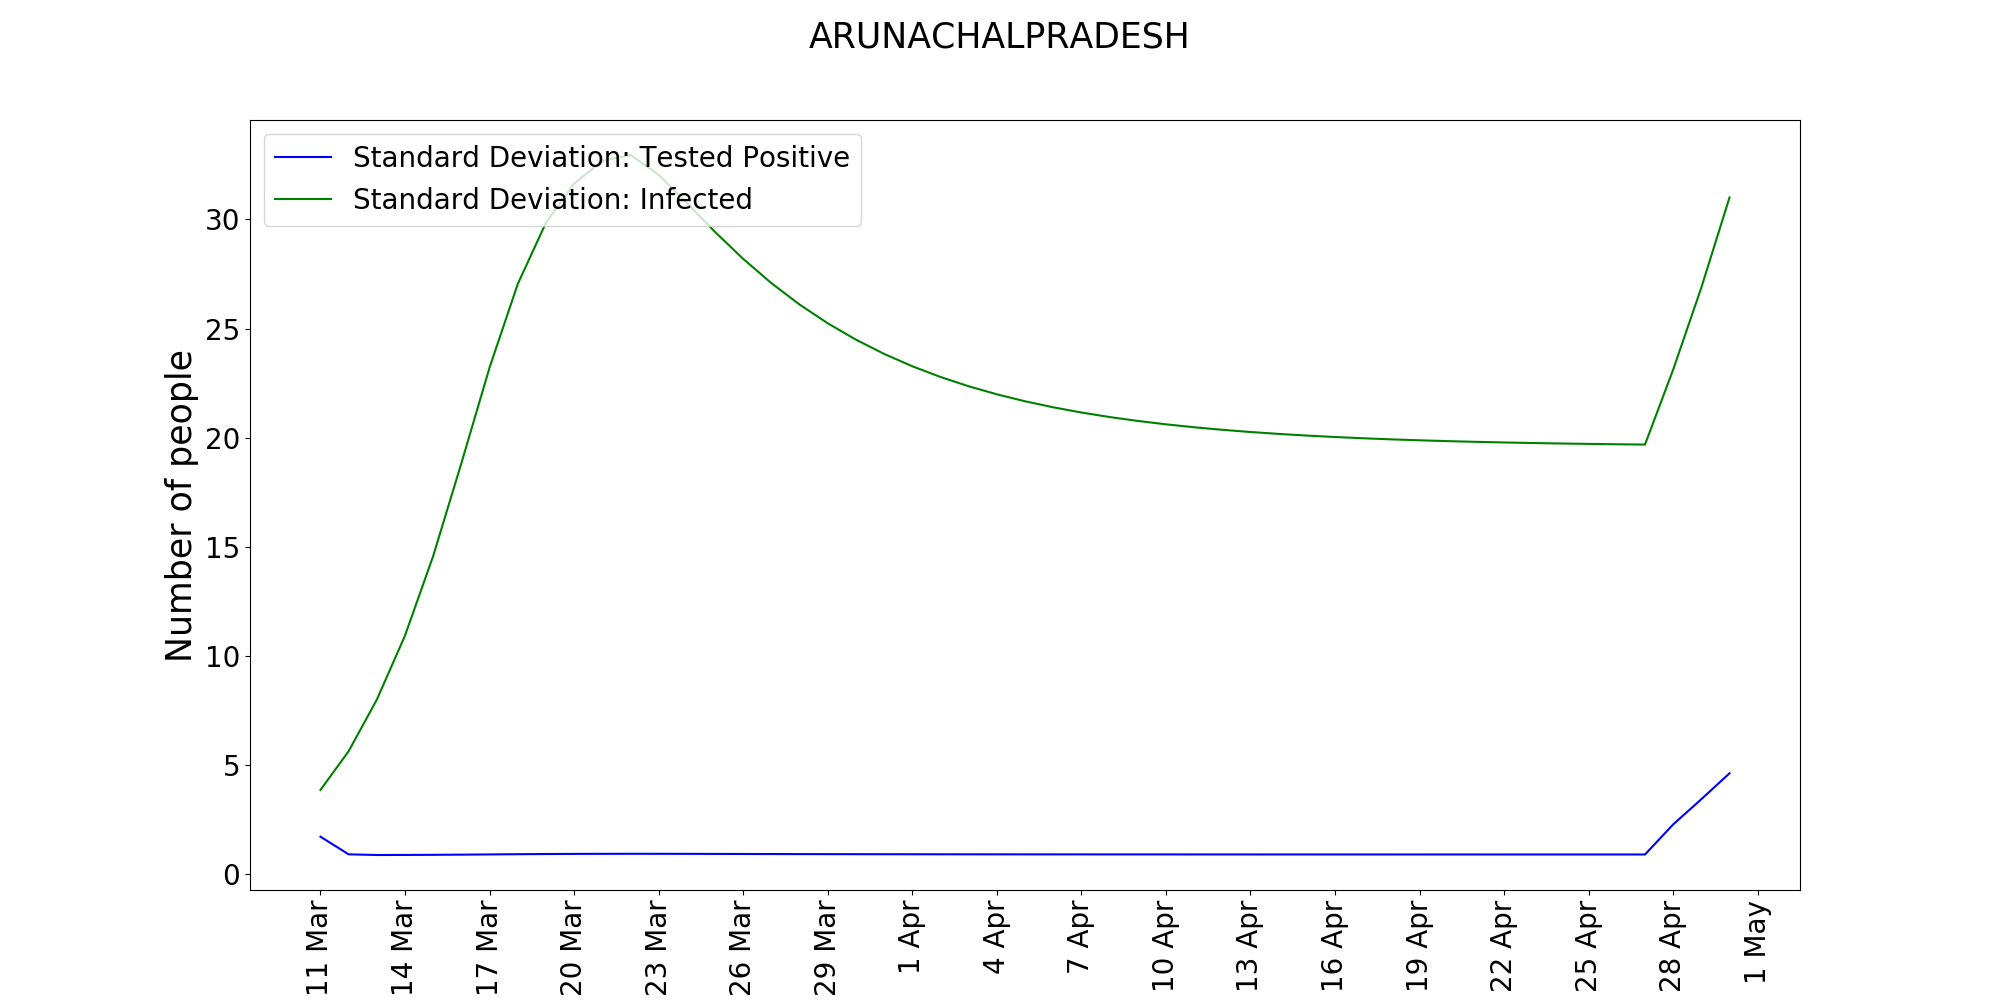 ARUNACHALPRADESH
Standard Deviation: Tested Positive
Standard Deviation: Infected
Number of people
30
25
20
15
10
5
0
11 Mar
14 Mar
17 Mar
20 Mar
23 Mar
26 Mar
29 Mar
1 Apr
4 Apr
7 Apr
10 Apr
13 Apr
16 Apr
19 Apr
22 Apr
25 Apr
28 Apr
1 May